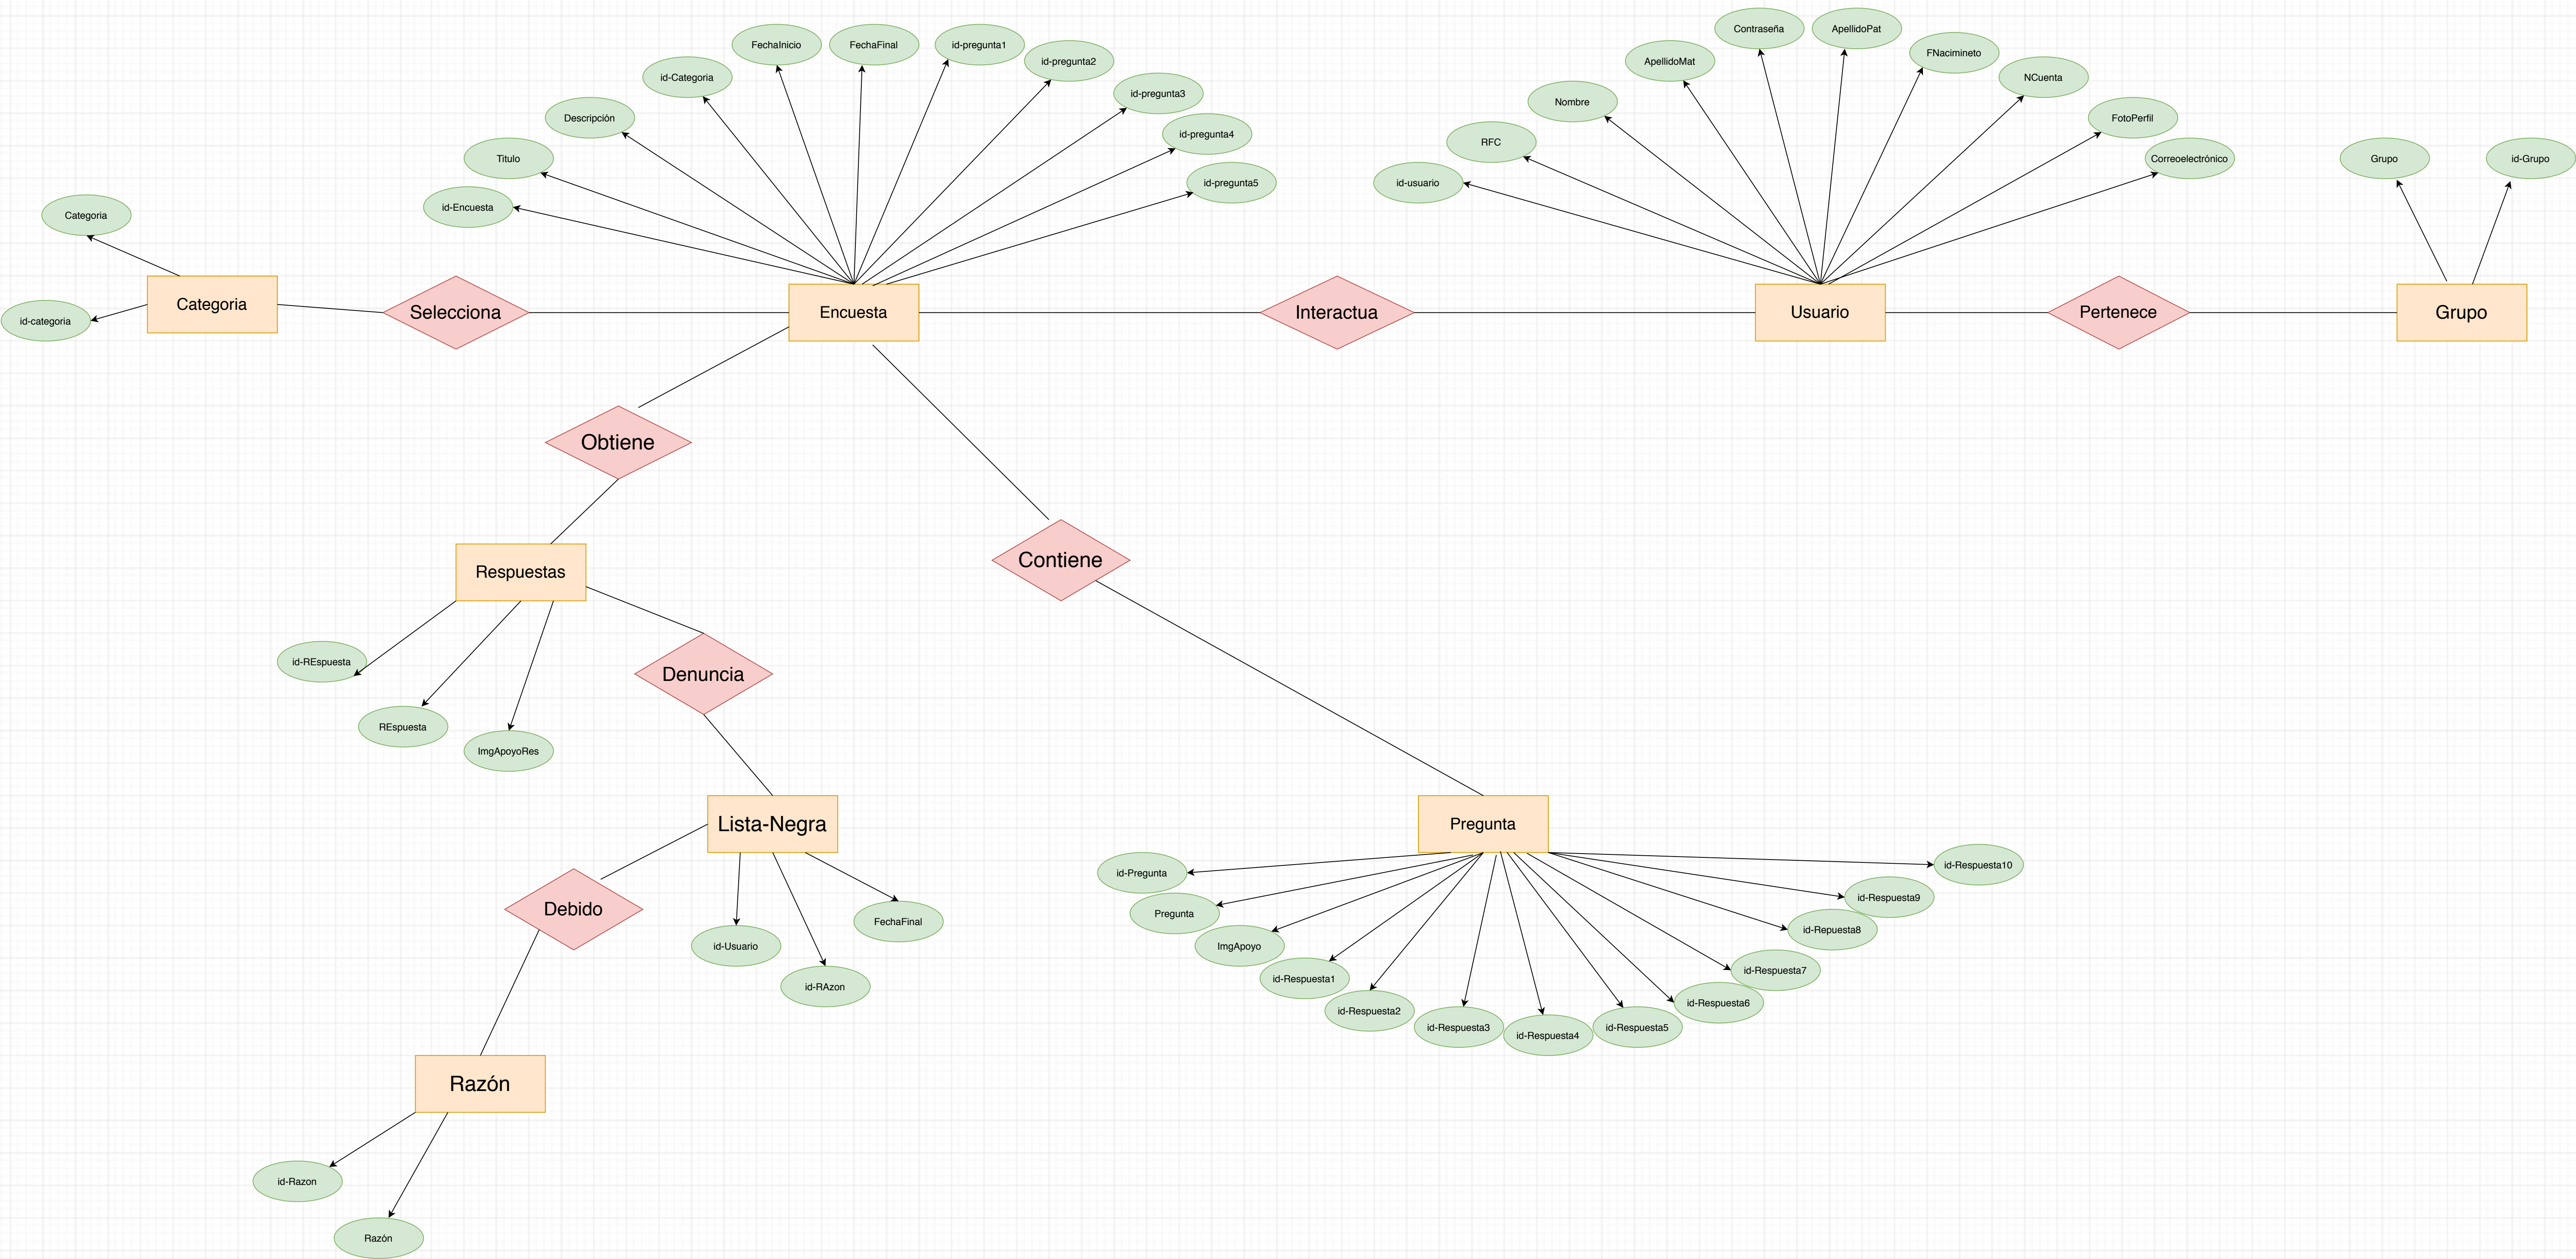 Contraseña
ApellidoPat
FechaInicio
FechaFinal
id-pregunta1
FNacimineto
id-pregunta2
ApellidoMat
id-Categoria
NCuenta
id-pregunta3
Nombre
Descripción
FotoPerfil
id-pregunta4
RFC
Titulo
Correoelectrónico
Grupo
id-Grupo
id-pregunta5
id-usuario
id-Encuesta
Categoria
Categoria
Selecciona
Encuesta
Interactua
Usuario
Pertenece
Grupo
id-categoria
Obtiene
Contiene
Respuestas
id-REspuesta
Denuncia
REspuesta
ImgApoyoRes
Lista-Negra
Pregunta
id-Respuesta10
id-Pregunta
id-Respuesta9
Debido
Pregunta
FechaFinal
id-Repuesta8
id-Usuario
ImgApoyo
id-Respuesta7
id-Respuesta1
id-RAzon
id-Respuesta6
id-Respuesta2
id-Respuesta3
id-Respuesta5
id-Respuesta4
Razón
id-Razon
Razón